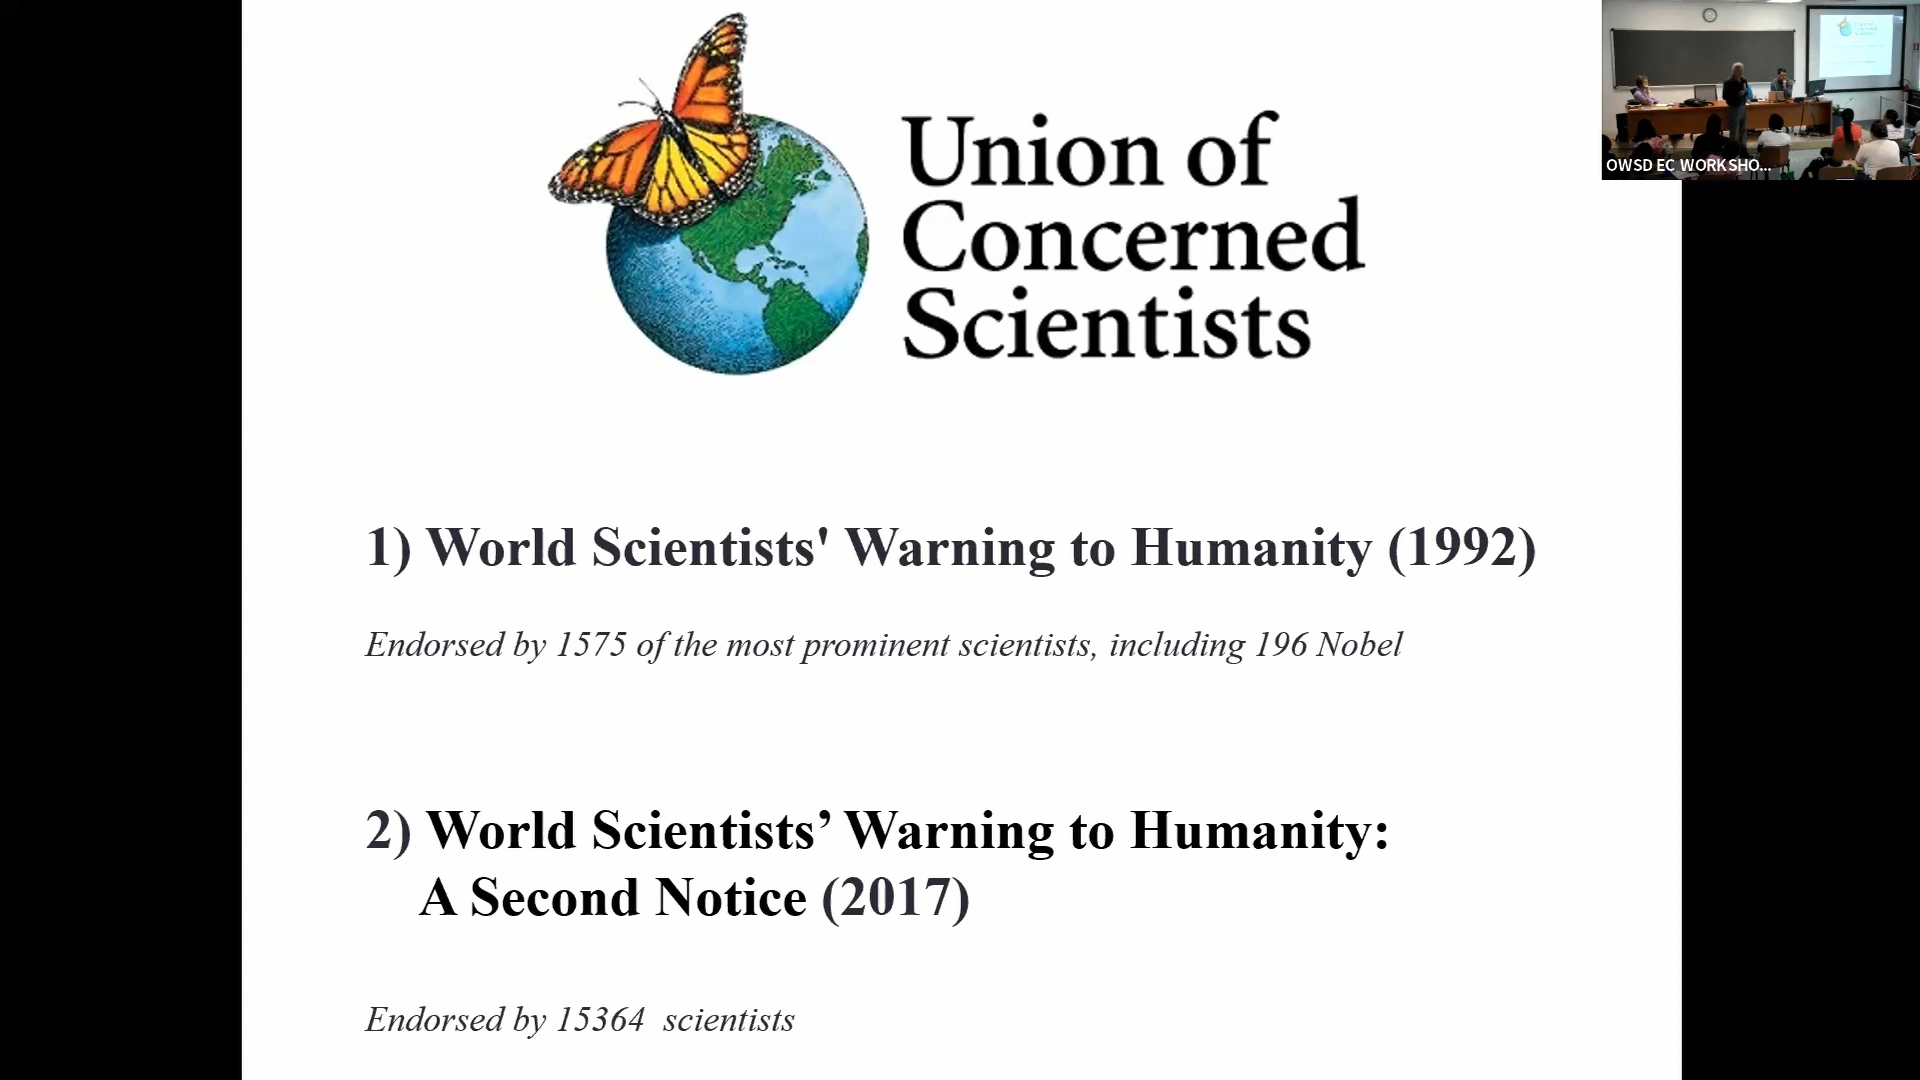 Union of
Concerned
Scientists
OWSD EC WORKSHO...
1) World Scientists' Warning to Humanity (1992)
Endorsed by 1575 of the most prominent scientists, including 196 Nobel
2) World Scientists’ Warning to Humanity:
A Second Notice (2017)
Endorsed by 15364 scientists